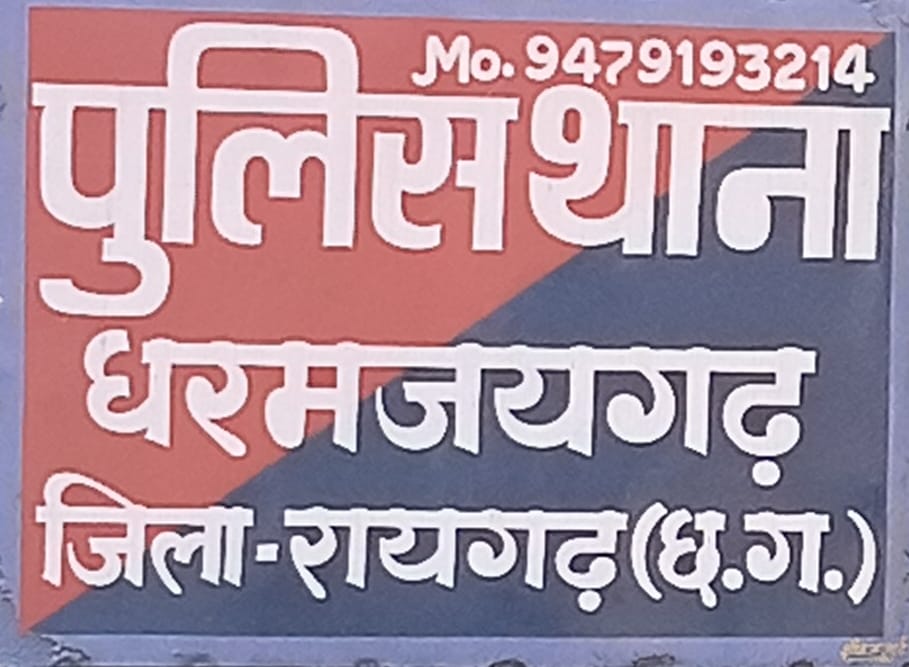 Mo. 9479193214
पुलिस थाना
धरमजयगढ़
जिला-रायगढ़ (छ.ग.)